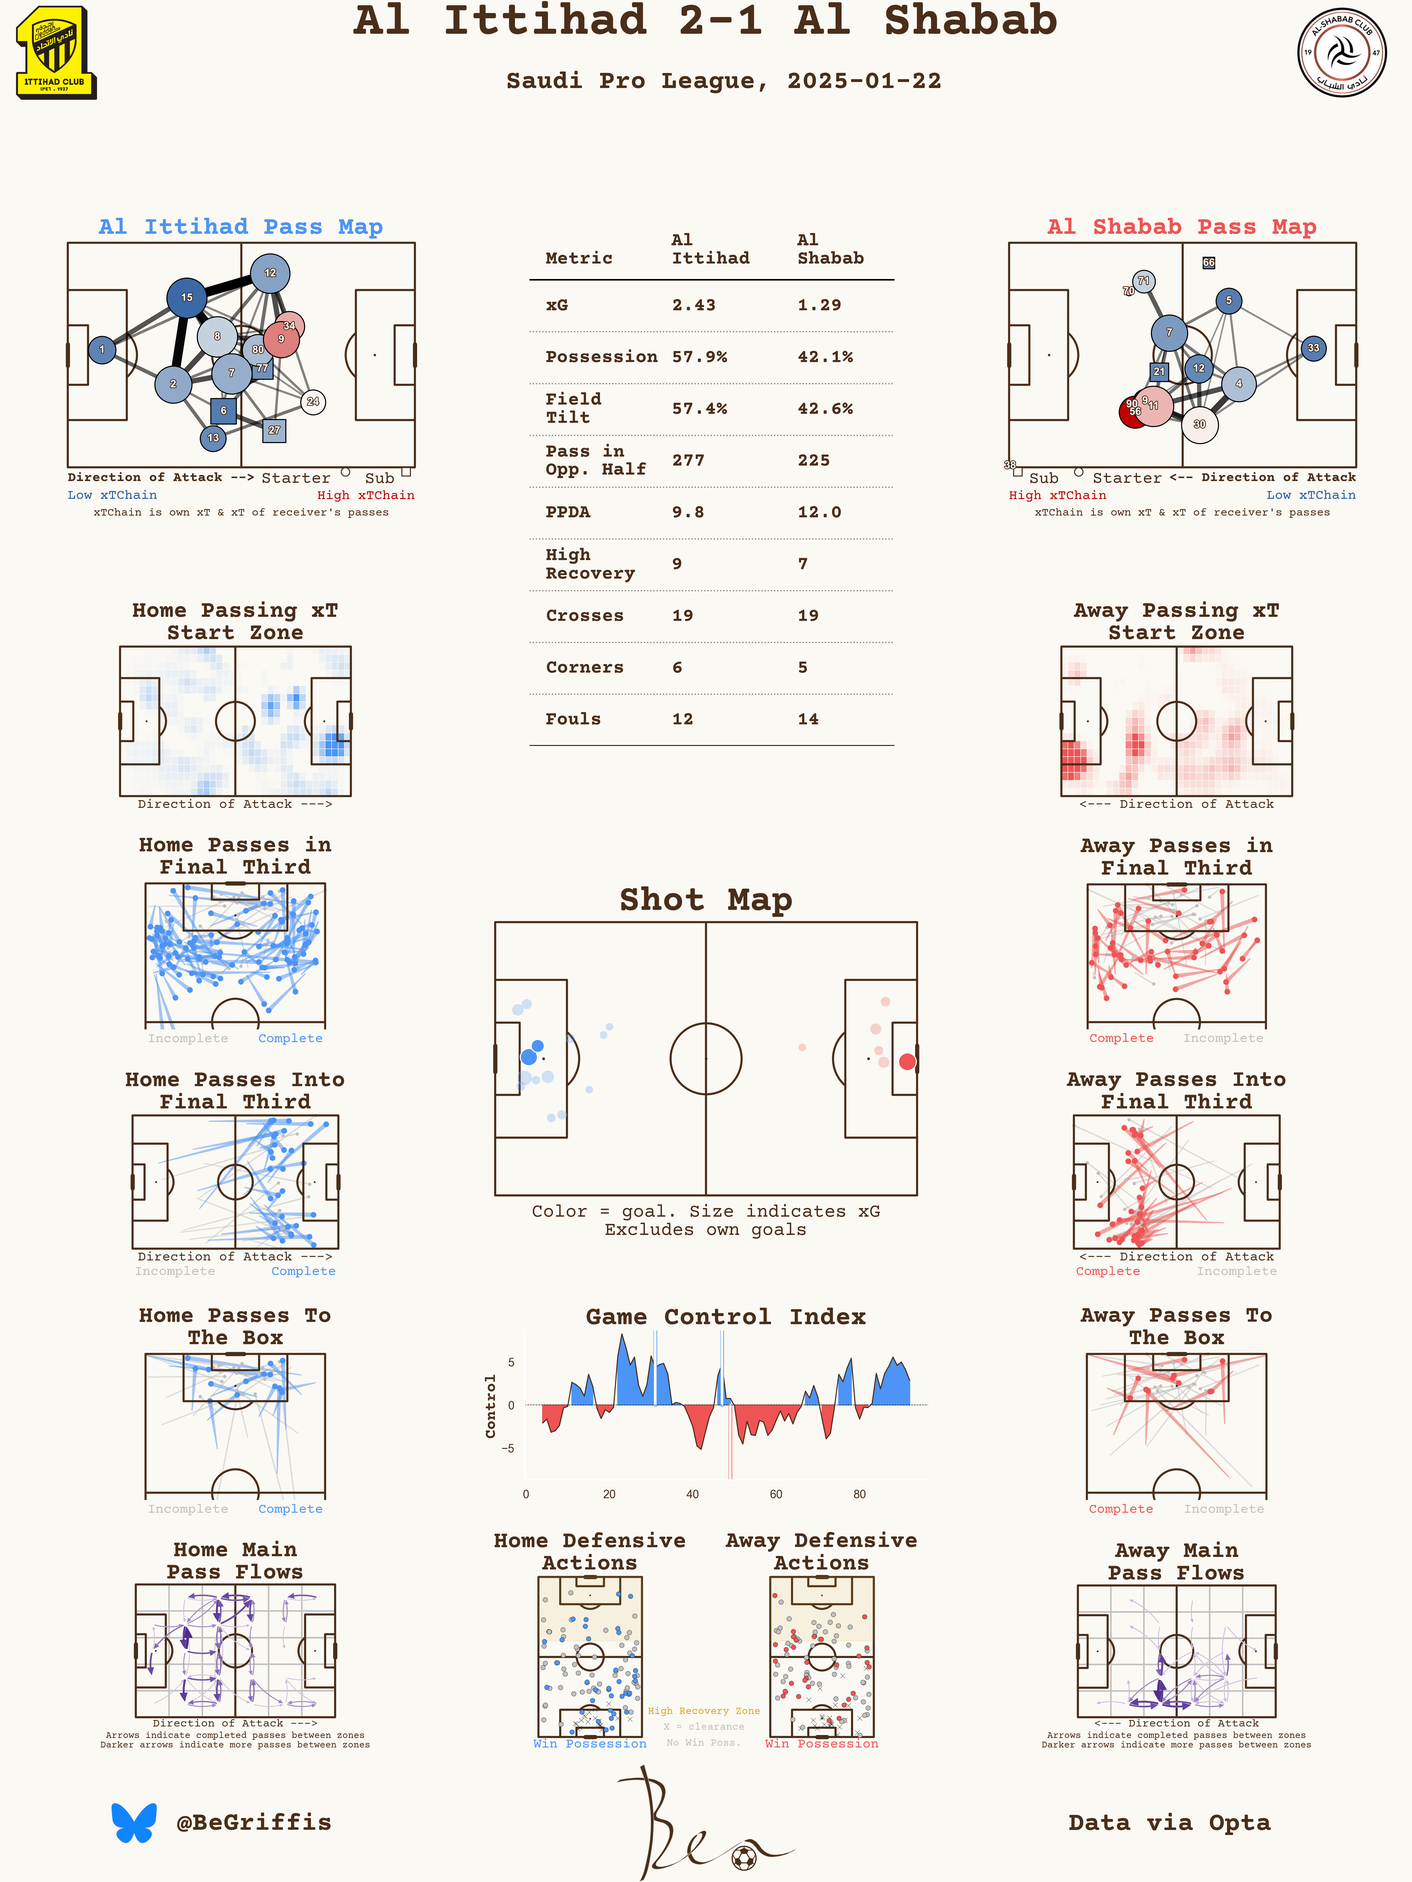 Al Ittihad 2-1 Al Shabab
Saudi Pro League, 2025-01-22
نادي الاتحاد
ITTIHAD CLUB
١٣٤٦ . 1927
AL-SHABAB CLUB
19 47
نادي الشباب
Al Ittihad Pass Map
12
15
34
8
9
1
80
77
7
2
24
6
27
13
Direction of Attack --> Starter Sub
Low xTChain High xTChain
xTChain is own xT & xT of receiver's passes
Metric Al Ittihad Al Shabab
xG 2.43 1.29
Possession 57.9% 42.1%
Field Tilt 57.4% 42.6%
Pass in Opp. Half 277 225
PPDA 9.8 12.0
High Recovery 9 7
Crosses 19 19
Corners 6 5
Fouls 12 14
Al Shabab Pass Map
66
71
70
5
7
33
21
12
4
90
9
11
56
30
38
Sub Starter <-- Direction of Attack
High xTChain Low xTChain
xTChain is own xT & xT of receiver's passes
Home Passing xT
Start Zone
Direction of Attack --->
Away Passing xT
Start Zone
<--- Direction of Attack
Home Passes in
Final Third
Incomplete Complete
Away Passes in
Final Third
Complete Incomplete
Shot Map
Color = goal. Size indicates xG
Excludes own goals
Home Passes Into
Final Third
Direction of Attack --->
Incomplete Complete
Away Passes Into
Final Third
<--- Direction of Attack
Complete Incomplete
Home Passes To
The Box
Incomplete Complete
Game Control Index
Control
5
0
−5
0 20 40 60 80
Away Passes To
The Box
Complete Incomplete
Home Main
Pass Flows
Direction of Attack --->
Arrows indicate completed passes between zones
Darker arrows indicate more passes between zones
Home Defensive
Actions
Win Possession
Away Defensive
Actions
Win Possession
High Recovery Zone
X = clearance
No Win Poss.
Away Main
Pass Flows
<--- Direction of Attack
Arrows indicate completed passes between zones
Darker arrows indicate more passes between zones
@BeGriffis
Ben
Data via Opta